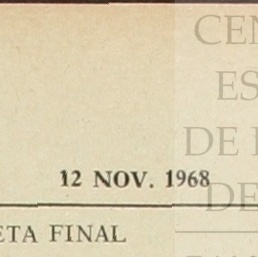 CEN
ES
DE
DE
12 NOV. 1968
ETA FINAL